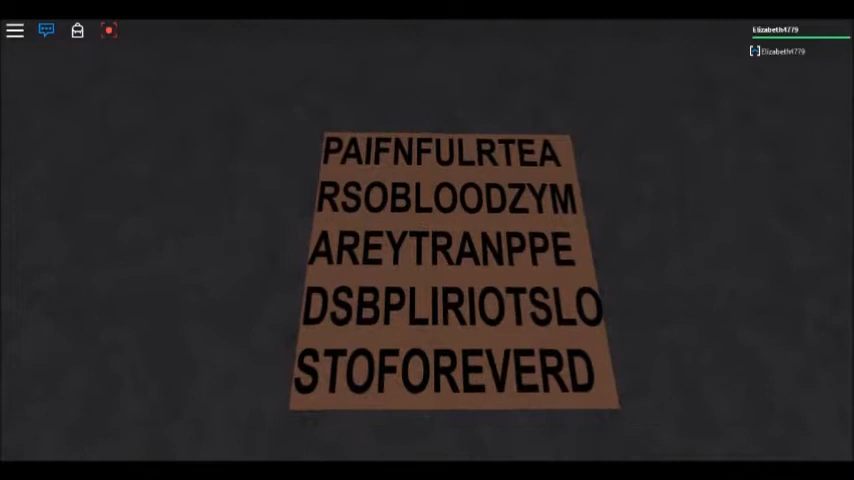 Elizabeth4779
Elizabeth4779
PAIFNFULRTEA
RSOBLOODZYM
AREYTRANPPE
DSBPLIRIOTSLO
STOFOREVERD